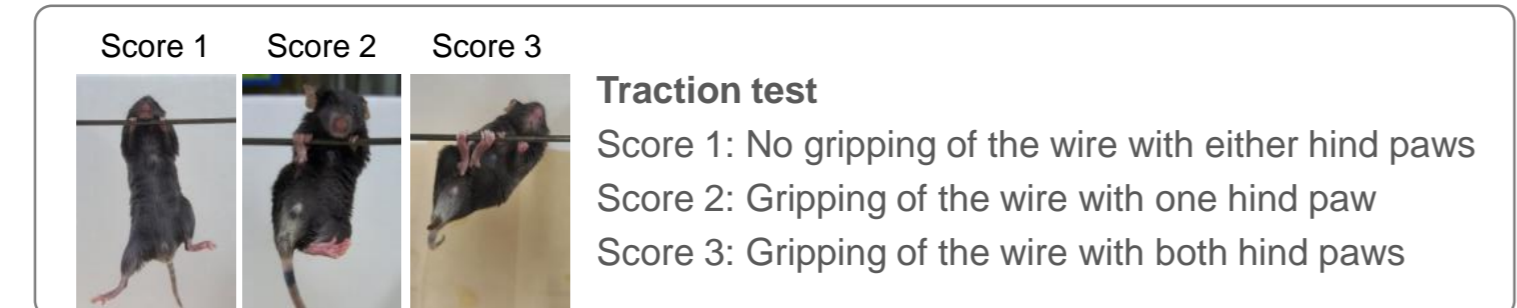 Score 1 Score 2 Score 3
Traction test
Score 1: No gripping of the wire with either hind paws
Score 2: Gripping of the wire with one hind paw
Score 3: Gripping of the wire with both hind paws